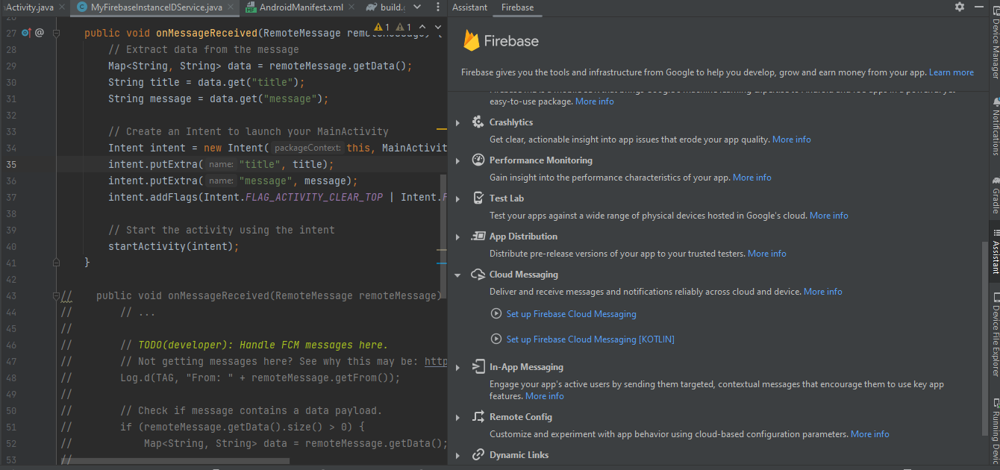 Activity.java
MyFirebaseInstanceIDService.java
AndroidManifest.xml
build.
Assistant
Firebase
27 public void onMessageReceived(RemoteMessage remoteMessage) {
1 1
28 // Extract data from the message
29 Map<String, String> data = remoteMessage.getData();
30 String title = data.get("title");
31 String message = data.get("message");
32
33 // Create an Intent to launch your MainActivity
34 Intent intent = new Intent( packageContext: this, MainActivit
35 intent.putExtra( name: "title", title);
36 intent.putExtra( name: "message", message);
37 intent.addFlags(Intent.FLAG_ACTIVITY_CLEAR_TOP | Intent.F
38
39 // Start the activity using the intent
40 startActivity(intent);
41 }
42
43 // public void onMessageReceived(RemoteMessage remoteMessage)
44 // // ...
45 //
46 // // TODO(developer): Handle FCM messages here.
47 // // Not getting messages here? See why this may be: http
48 // Log.d(TAG, "From: " + remoteMessage.getFrom());
49 //
50 // // Check if message contains a data payload.
51 // if (remoteMessage.getData().size() > 0) {
52 // Map<String, String> data = remoteMessage.getData();
53 //
Firebase
Firebase gives you the tools and infrastructure from Google to help you develop, grow and earn money from your app. Learn more
easy-to-use package. More info
Crashlytics
Get clear, actionable insight into app issues that erode your app quality. More info
Performance Monitoring
Gain insight into the performance characteristics of your app. More info
Test Lab
Test your apps against a wide range of physical devices hosted in Google's cloud. More info
App Distribution
Distribute pre-release versions of your app to your trusted testers. More info
Cloud Messaging
Deliver and receive messages and notifications reliably across cloud and device. More info
Set up Firebase Cloud Messaging
Set up Firebase Cloud Messaging [KOTLIN]
In-App Messaging
Engage your app's active users by sending them targeted, contextual messages that encourage them to use key app
features. More info
Remote Config
Customize and experiment with app behavior using cloud-based configuration parameters. More info
Dynamic Links
Device Manager
Notifications
Gradle
Assistant
Device File Explorer
Running Devic